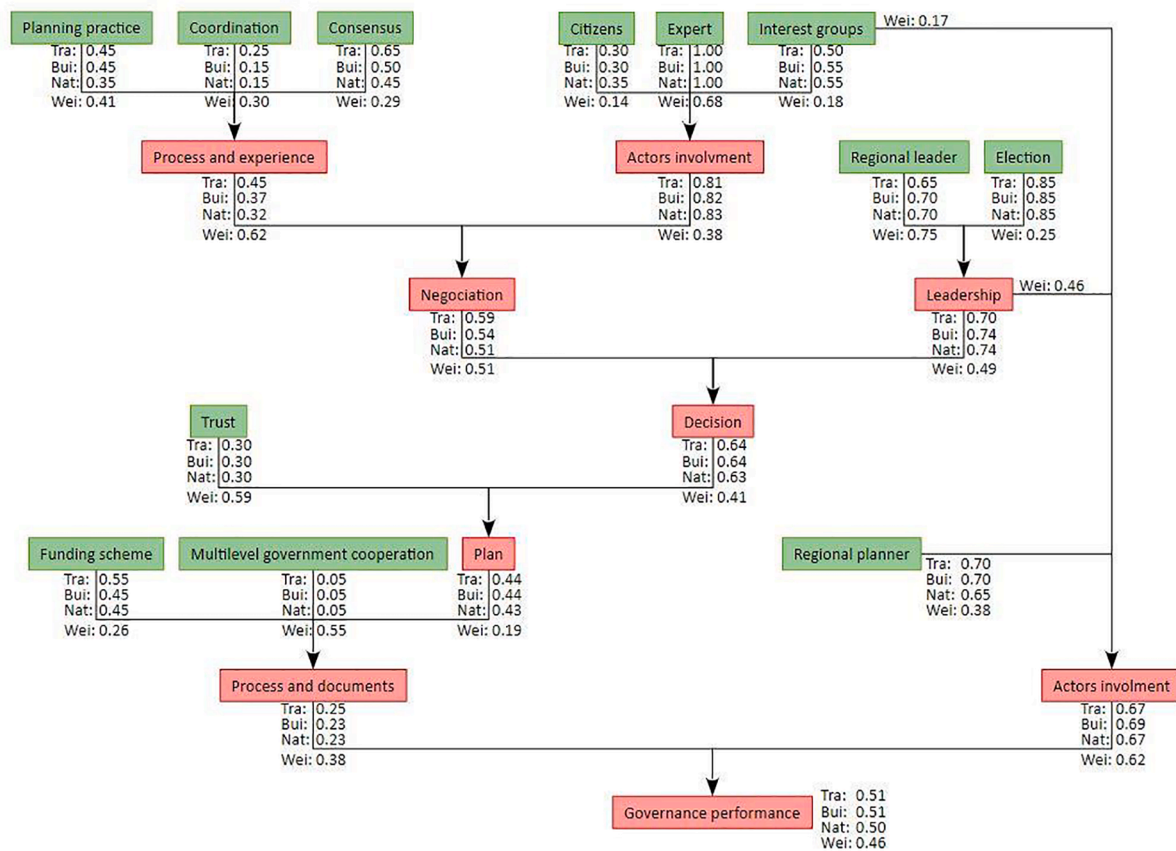 Planning practice
Tra: 0.45
Bui: 0.45
Nat: 0.35
Wei: 0.41
Coordination
Tra: 0.25
Bui: 0.15
Nat: 0.15
Wei: 0.30
Consensus
Tra: 0.65
Bui: 0.50
Nat: 0.45
Wei: 0.29
Citizens
Tra: 0.30
Bui: 0.30
Nat: 0.35
Wei: 0.14
Expert
Tra: 1.00
Bui: 1.00
Nat: 1.00
Wei: 0.68
Interest groups
Tra: 0.50
Bui: 0.55
Nat: 0.55
Wei: 0.18
Wei: 0.17
Process and experience
Tra: 0.45
Bui: 0.37
Nat: 0.32
Wei: 0.62
Actors involvment
Tra: 0.81
Bui: 0.82
Nat: 0.83
Wei: 0.38
Regional leader
Tra: 0.65
Bui: 0.70
Nat: 0.70
Wei: 0.75
Election
Tra: 0.85
Bui: 0.85
Nat: 0.85
Wei: 0.25
Negociation
Tra: 0.59
Bui: 0.54
Nat: 0.51
Wei: 0.51
Leadership
Tra: 0.70
Bui: 0.74
Nat: 0.74
Wei: 0.49
Wei: 0.46
Trust
Tra: 0.30
Bui: 0.30
Nat: 0.30
Wei: 0.59
Decision
Tra: 0.64
Bui: 0.64
Nat: 0.63
Wei: 0.41
Funding scheme
Tra: 0.55
Bui: 0.45
Nat: 0.45
Wei: 0.26
Multilevel government cooperation
Tra: 0.05
Bui: 0.05
Nat: 0.05
Wei: 0.55
Plan
Tra: 0.44
Bui: 0.44
Nat: 0.43
Wei: 0.19
Regional planner
Tra: 0.70
Bui: 0.70
Nat: 0.65
Wei: 0.38
Process and documents
Tra: 0.25
Bui: 0.23
Nat: 0.23
Wei: 0.38
Actors involment
Tra: 0.67
Bui: 0.69
Nat: 0.67
Wei: 0.62
Governance performance
Tra: 0.51
Bui: 0.51
Nat: 0.50
Wei: 0.46